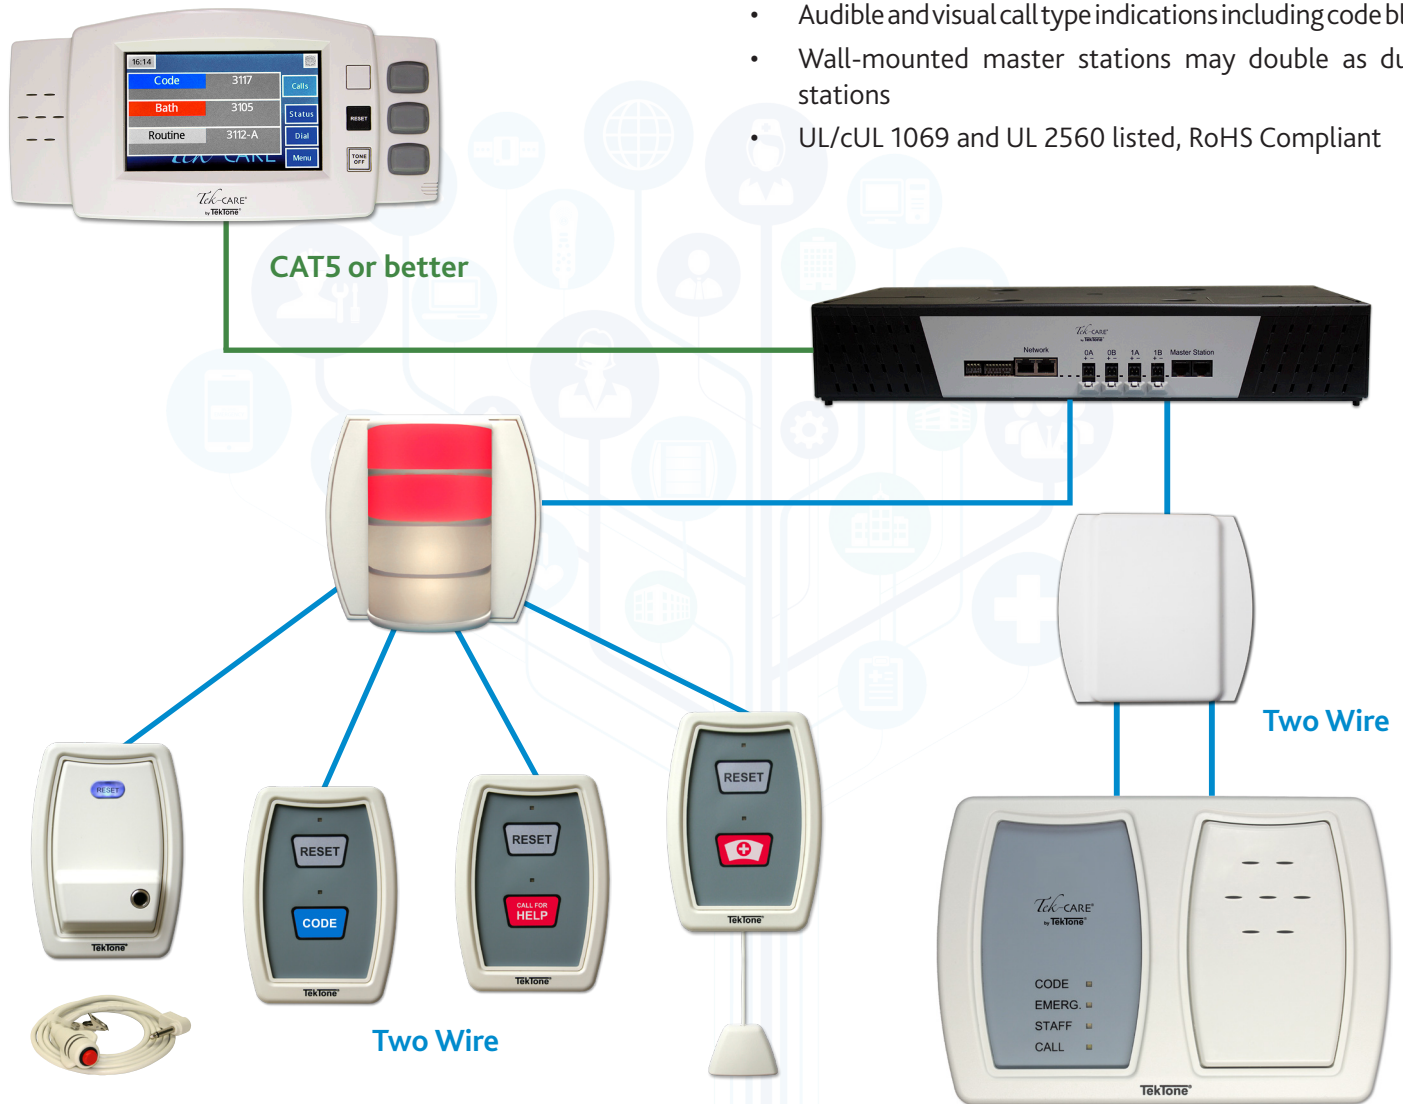 • Audible and visual call type indications including code
• Wall-mounted master stations may double as
stations
• UL/cUL 1069 and UL 2560 listed, RoHS Compliant
16:14
Code 3117
Calls
Bath 3105
Status
Routine 3112-A
Dial
Menu
RESET
TONE
OFF
Tek-CARE®
by TekTone®
CAT5 or better
Tek-CARE®
by TekTone®
Network
0A 0B 1A 1B Master Station
+ - + - + - + -
Two Wire
RESET
TekTone®
RESET
CODE
TekTone®
RESET
CALL FOR
HELP
TekTone®
RESET
TekTone®
Two Wire
Tek-CARE®
by TekTone®
CODE
EMERG.
STAFF
CALL
TekTone®